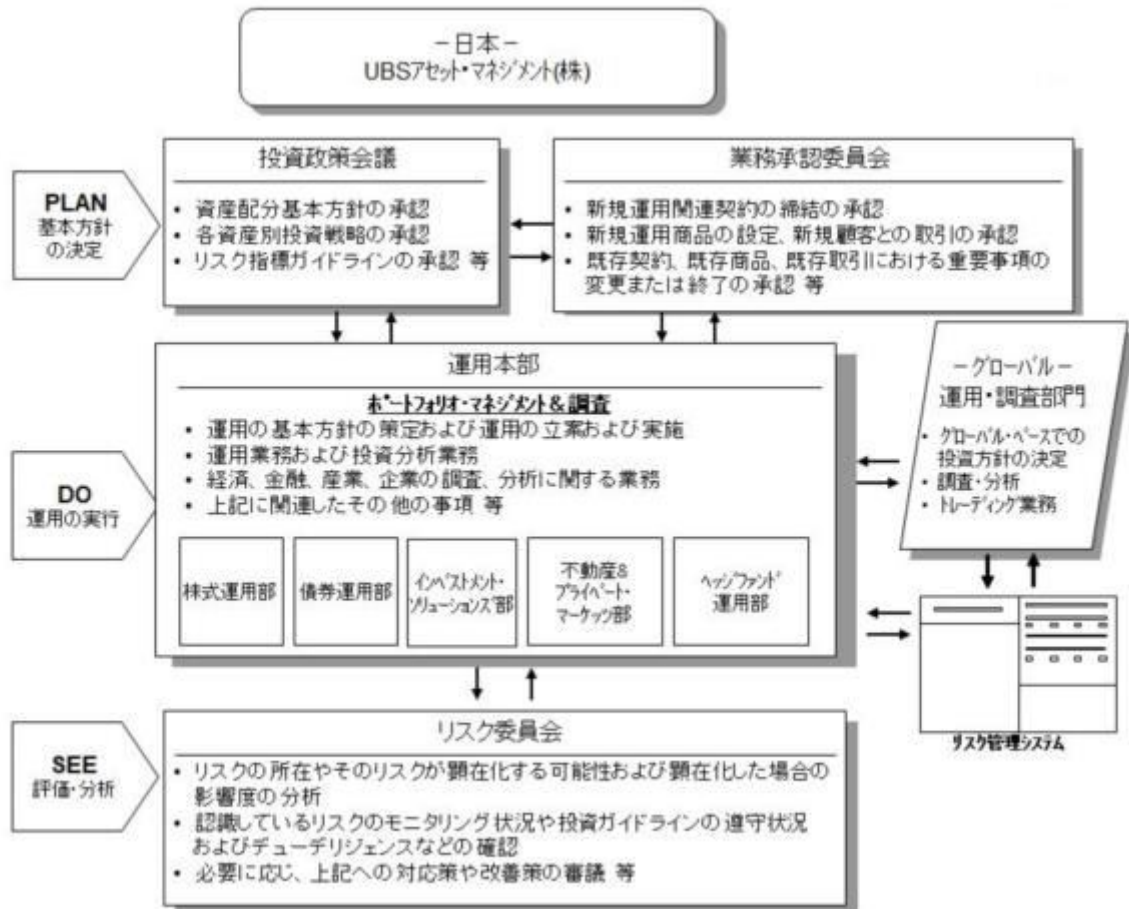 －日本－
UBSアセット・マネジメント(株)
投資政策会議
• 資産配分基本方針の承認
• 各資産別投資戦略の承認
• リスク指標ガイドラインの承認 等
業務承認委員会
• 新規運用関連契約の締結の承認
• 新規運用商品の設定、新規顧客との取引の承認
• 既存契約、既存商品、既存取引における重要事項の
変更または終了の承認 等
PLAN
基本方針
の決定
運用本部
ポートフォリオ・マネジメント＆調査
• 運用の基本方針の策定および運用の立案および実施
• 運用業務および投資分析業務
• 経済、金融、産業、企業の調査、分析に関する業務
• 上記に関連したその他の事項 等
DO
運用の実行
株式運用部
債券運用部
インベストメント・
ソリューションズ部
不動産&
プライベート・
マーケッツ部
ヘッジファンド
運用部
－グローバル－
運用・調査部門
• グローバル・ベースでの
投資方針の決定
• 調査・分析
• トレーディング業務
リスク管理システム
SEE
評価・分析
リスク委員会
• リスクの所在やそのリスクが顕在化する可能性および顕在化した場合の
影響度の分析
• 認識しているリスクのモニタリング状況や投資ガイドラインの遵守状況
およびデューデリジェンスなどの確認
• 必要に応じ、上記への対応策や改善策の審議 等